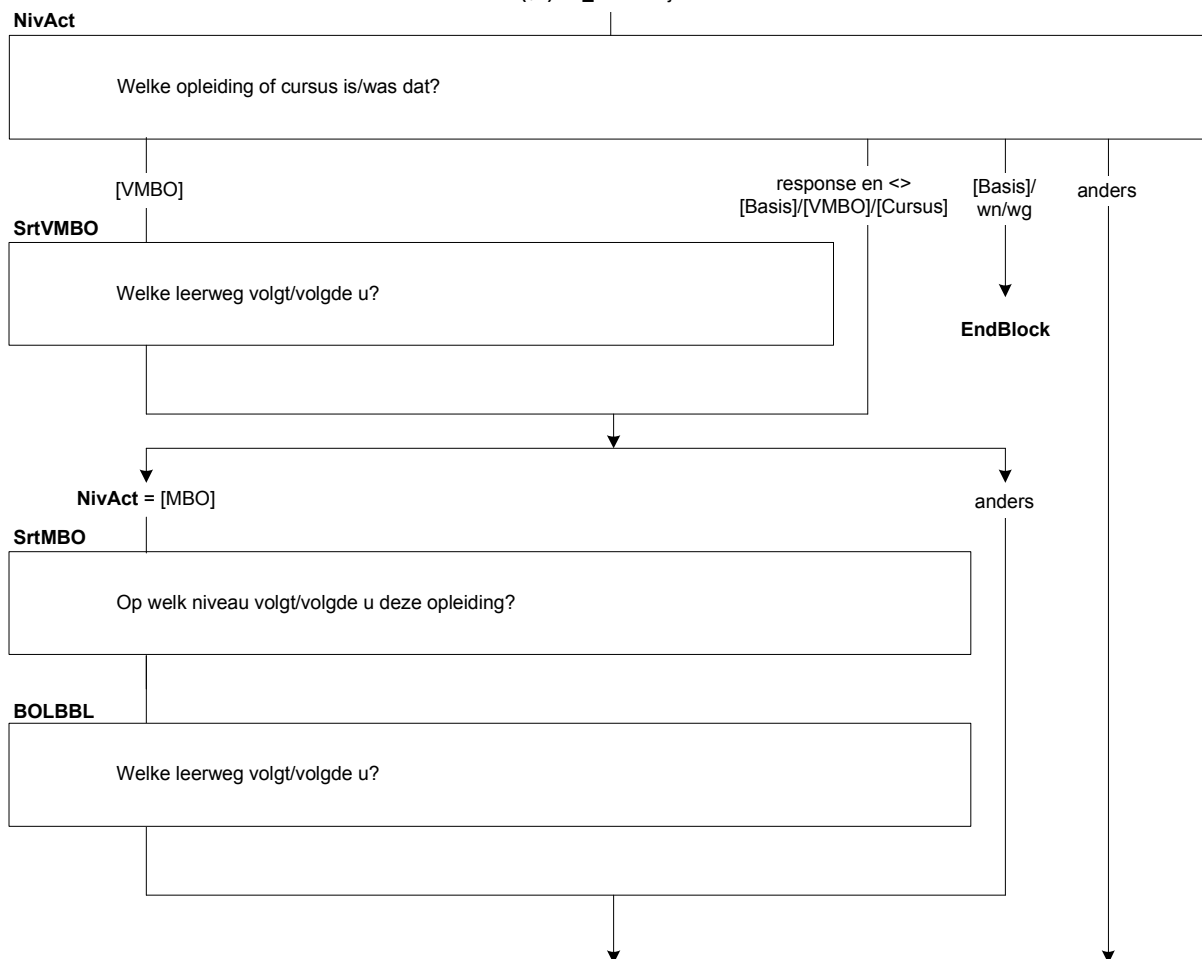 NivAct
Welke opleiding of cursus is/was dat?
[VMBO]
response en <>
[Basis]/[VMBO]/[Cursus]
[Basis]/
wn/wg
anders
SrtVMBO
Welke leerweg volgt/volgde u?
EndBlock
NivAct = [MBO]
anders
SrtMBO
Op welk niveau volgt/volgde u deze opleiding?
BOLBBL
Welke leerweg volgt/volgde u?